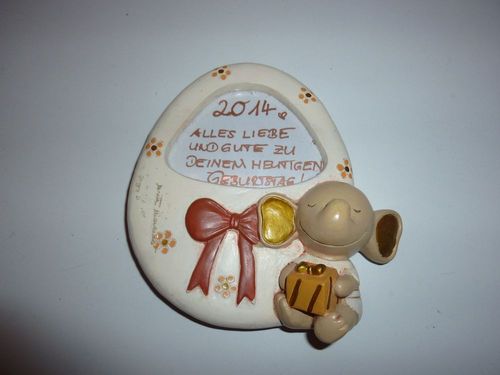 2014
ALLES LIEBE
UND GUTE ZU
DEINEM HEUTIGEN
GEBURTSTAG!